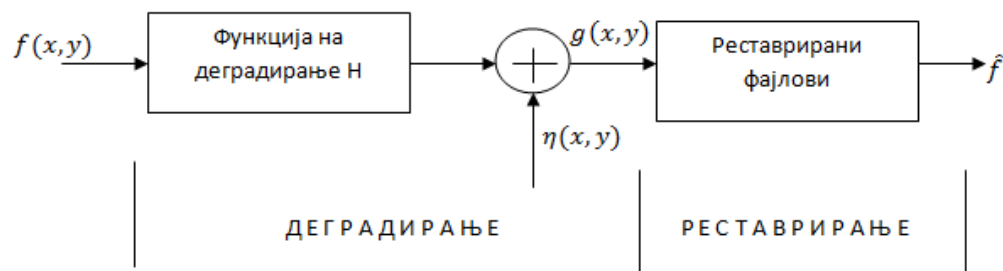 f(x,y)
Функција на
деградирање H
g(x,y)
Реставрирани
фајлови
f̂
η(x,y)
ДЕГРАДИРАЊЕ
РЕСТАВРИРАЊЕ